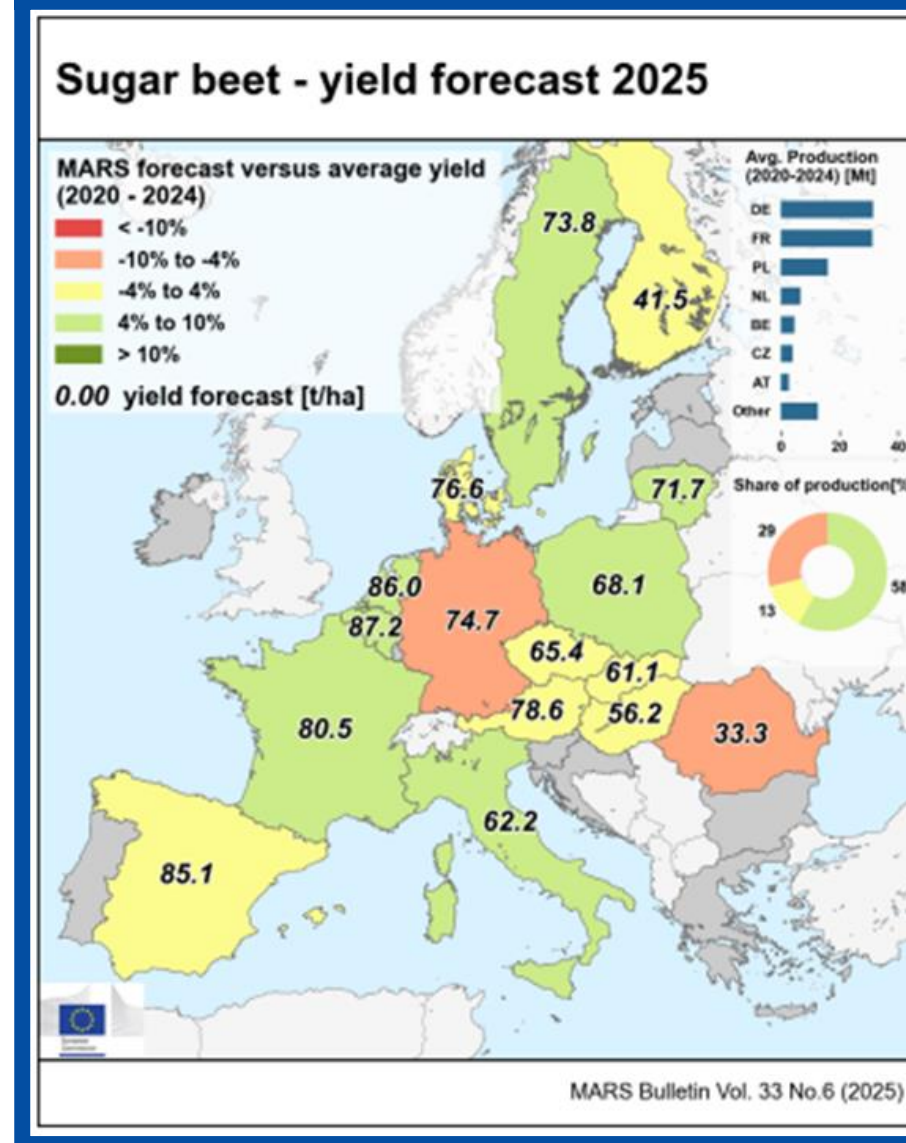 Sugar beet - yield forecast 2025
MARS forecast versus average yield
(2020 - 2024)
< -10%
-10% to -4%
-4% to 4%
4% to 10%
> 10%
0.00 yield forecast [t/ha]
Avg. Production
(2020-2024) [Mt]
DE
FR
PL
NL
BE
CZ
AT
Other
0 20 40
Share of production[%
29
58
13
73.8
41.5
76.6
71.7
86.0
68.1
87.2
74.7
65.4
61.1
78.6
56.2
80.5
33.3
62.2
85.1
MARS Bulletin Vol. 33 No.6 (2025)